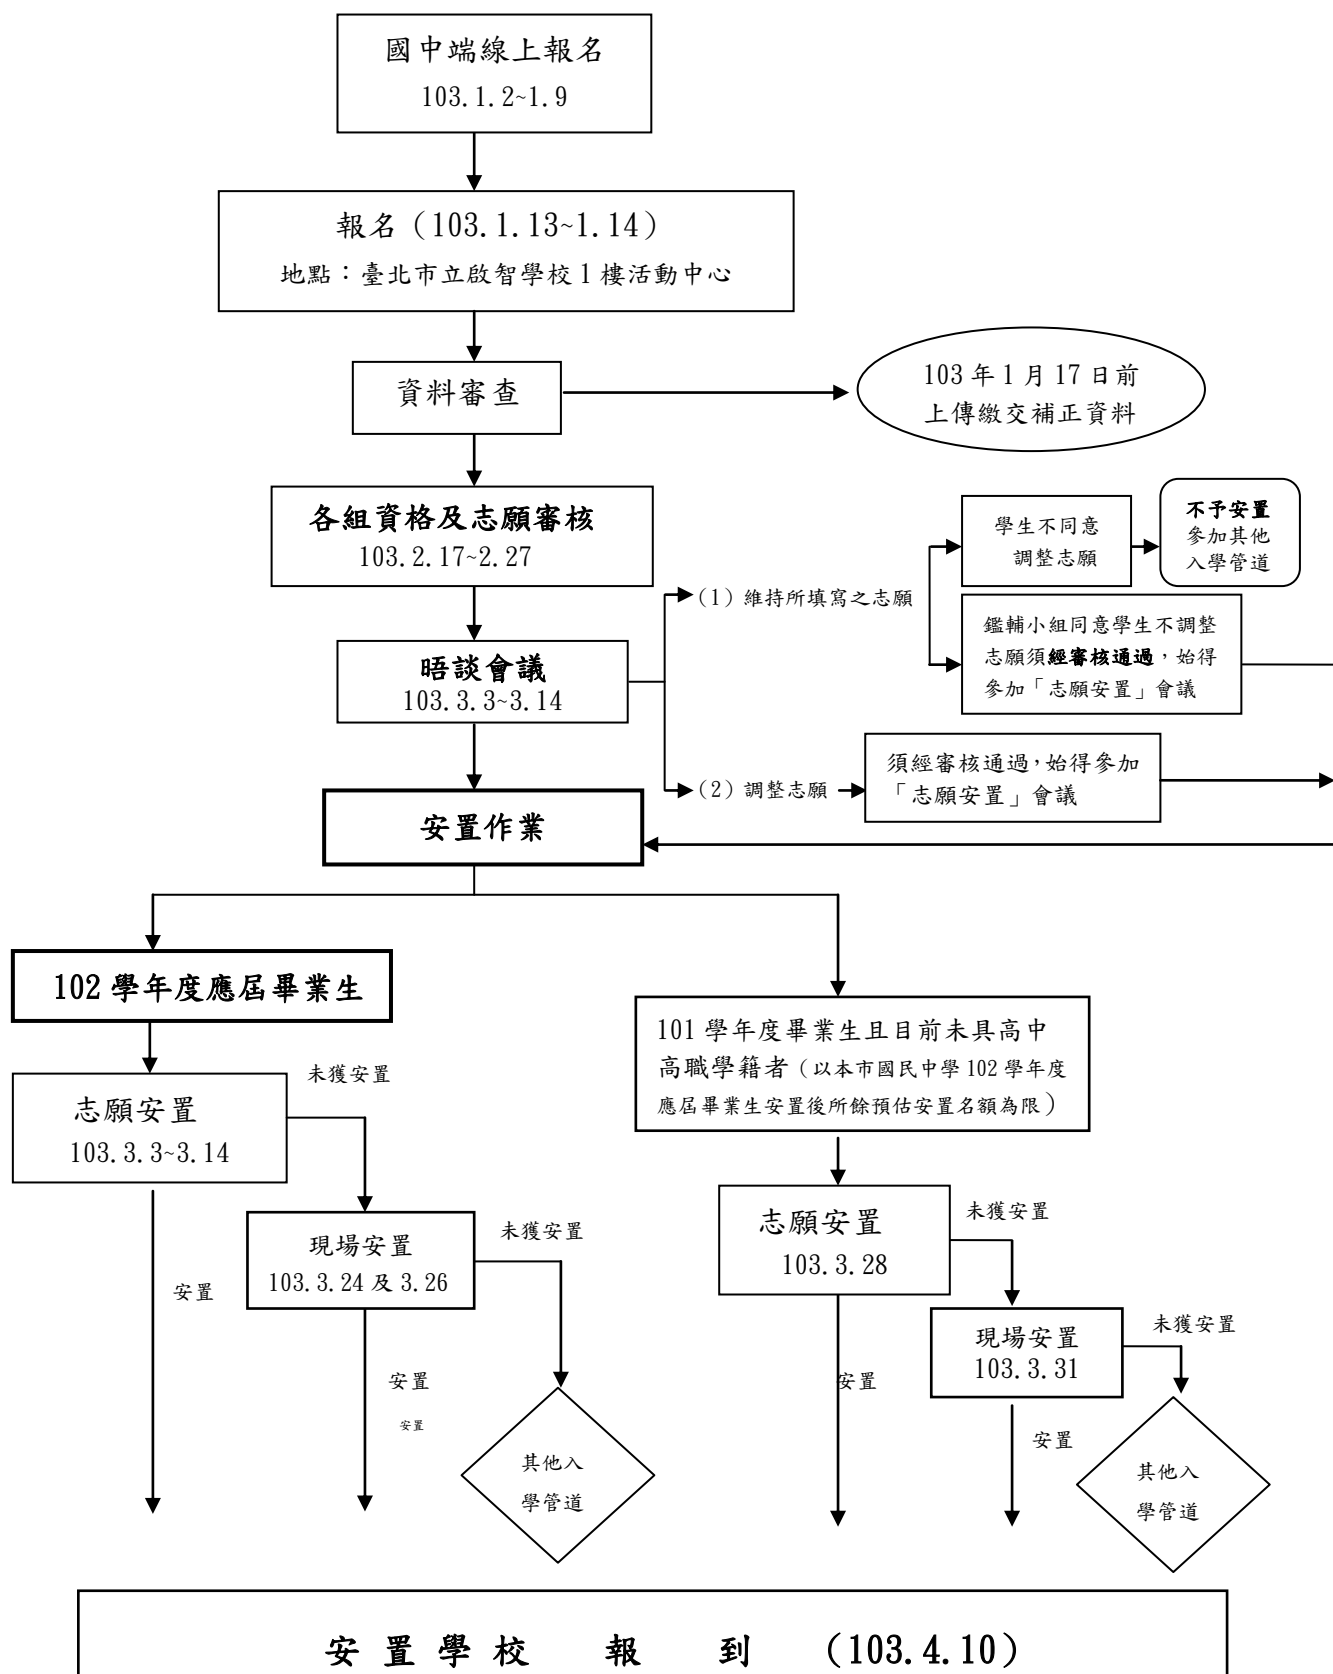 國中端線上報名
103.1.2~1.9
報名（103.1.13~1.14）
地點：臺北市立啟智學校1樓活動中心
資料審查
103年1月17日前
上傳繳交補正資料
各組資格及志願審核
103.2.17~2.27
學生不同意
調整志願
不予安置
參加其他
入學管道
（1）維持所填寫之志願
鑑輔小組同意學生不調整
志願須經審核通過，始得
參加「志願安置」會議
晤談會議
103.3.3~3.14
（2）調整志願
須經審核通過，始得參加
「志願安置」會議
安置作業
102學年度應屆畢業生
101學年度畢業生且目前未具高中
高職學籍者（以本市國民中學102學年度
應屆畢業生安置後所餘預估安置名額為限）
志願安置
103.3.3~3.14
未獲安置
現場安置
103.3.24及3.26
未獲安置
安置
安置
安置
其他入
學管道
志願安置
103.3.28
未獲安置
現場安置
103.3.31
未獲安置
安置
安置
其他入
學管道
安置學校 報 到 （103.4.10）